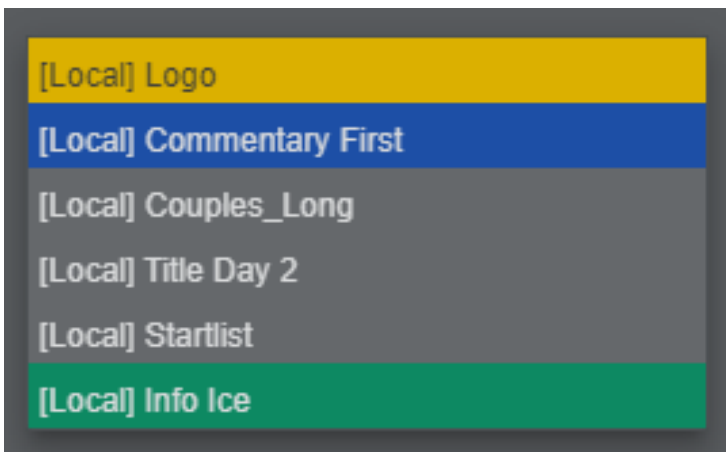 [Local] Logo
[Local] Commentary First
[Local] Couples_Long
[Local] Title Day 2
[Local] Startlist
[Local] Info Ice